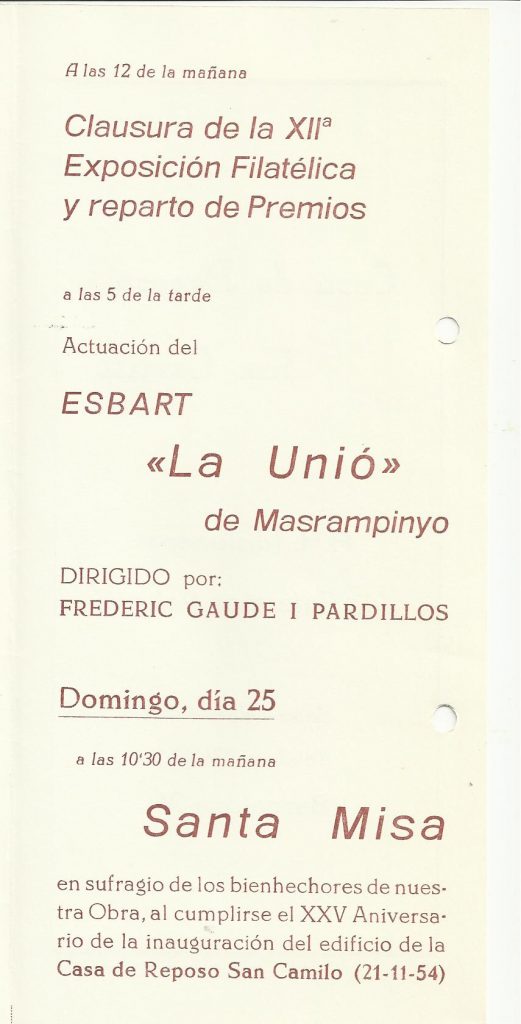 A las 12 de la mañana
Clausura de la XIIª
Exposición Filatélica
y reparto de Premios
a las 5 de la tarde
Actuación del
ESBART
«La Unió»
de Masrampinyo
DIRIGIDO por:
FREDERIC GAUDE I PARDILLOS
Domingo, día 25
a las 10'30 de la mañana
Santa Misa
en sufragio de los bienhechores de nues-
tra Obra, al cumplirse el XXV Aniversa-
rio de la inauguración del edificio de la
Casa de Reposo San Camilo (21-11-54)